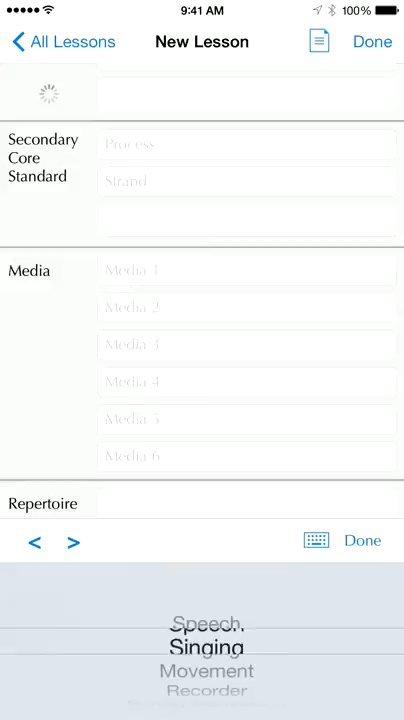 9:41 AM
100%
All Lessons
New Lesson
Done
Secondary
Core
Standard
Process
Strand
Media
Media 1
Media 2
Media 3
Media 4
Media 5
Media 6
Repertoire
< >
Done
Speech
Singing
Movement
Recorder